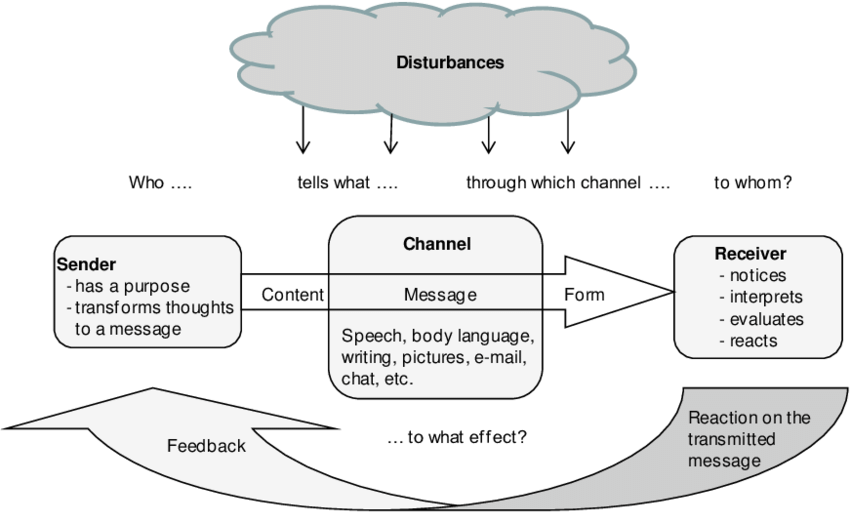 Disturbances
Who ....
tells what ....
through which channel ....
to whom?
Sender
- has a purpose
- transforms thoughts
to a message
Content
Channel
Message
Speech, body language,
writing, pictures, e-mail,
chat, etc.
Form
Receiver
- notices
- interprets
- evaluates
- reacts
Feedback
... to what effect?
Reaction on the
transmitted
message